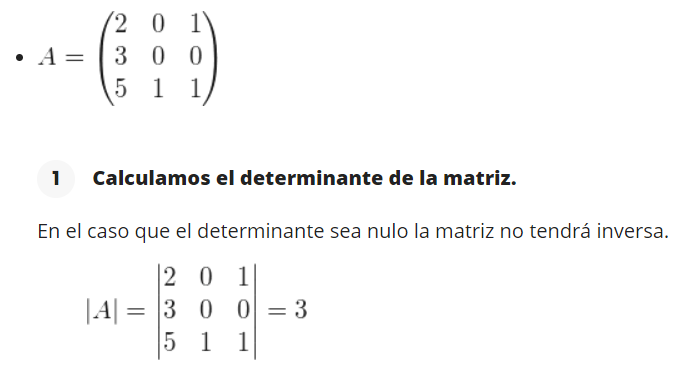 • A = \begin{pmatrix} 2 & 0 & 1 \\ 3 & 0 & 0 \\ 5 & 1 & 1 \end{pmatrix}
1 Calculamos el determinante de la matriz.
En el caso que el determinante sea nulo la matriz no tendrá inversa.
|A| = \begin{vmatrix} 2 & 0 & 1 \\ 3 & 0 & 0 \\ 5 & 1 & 1 \end{vmatrix} = 3